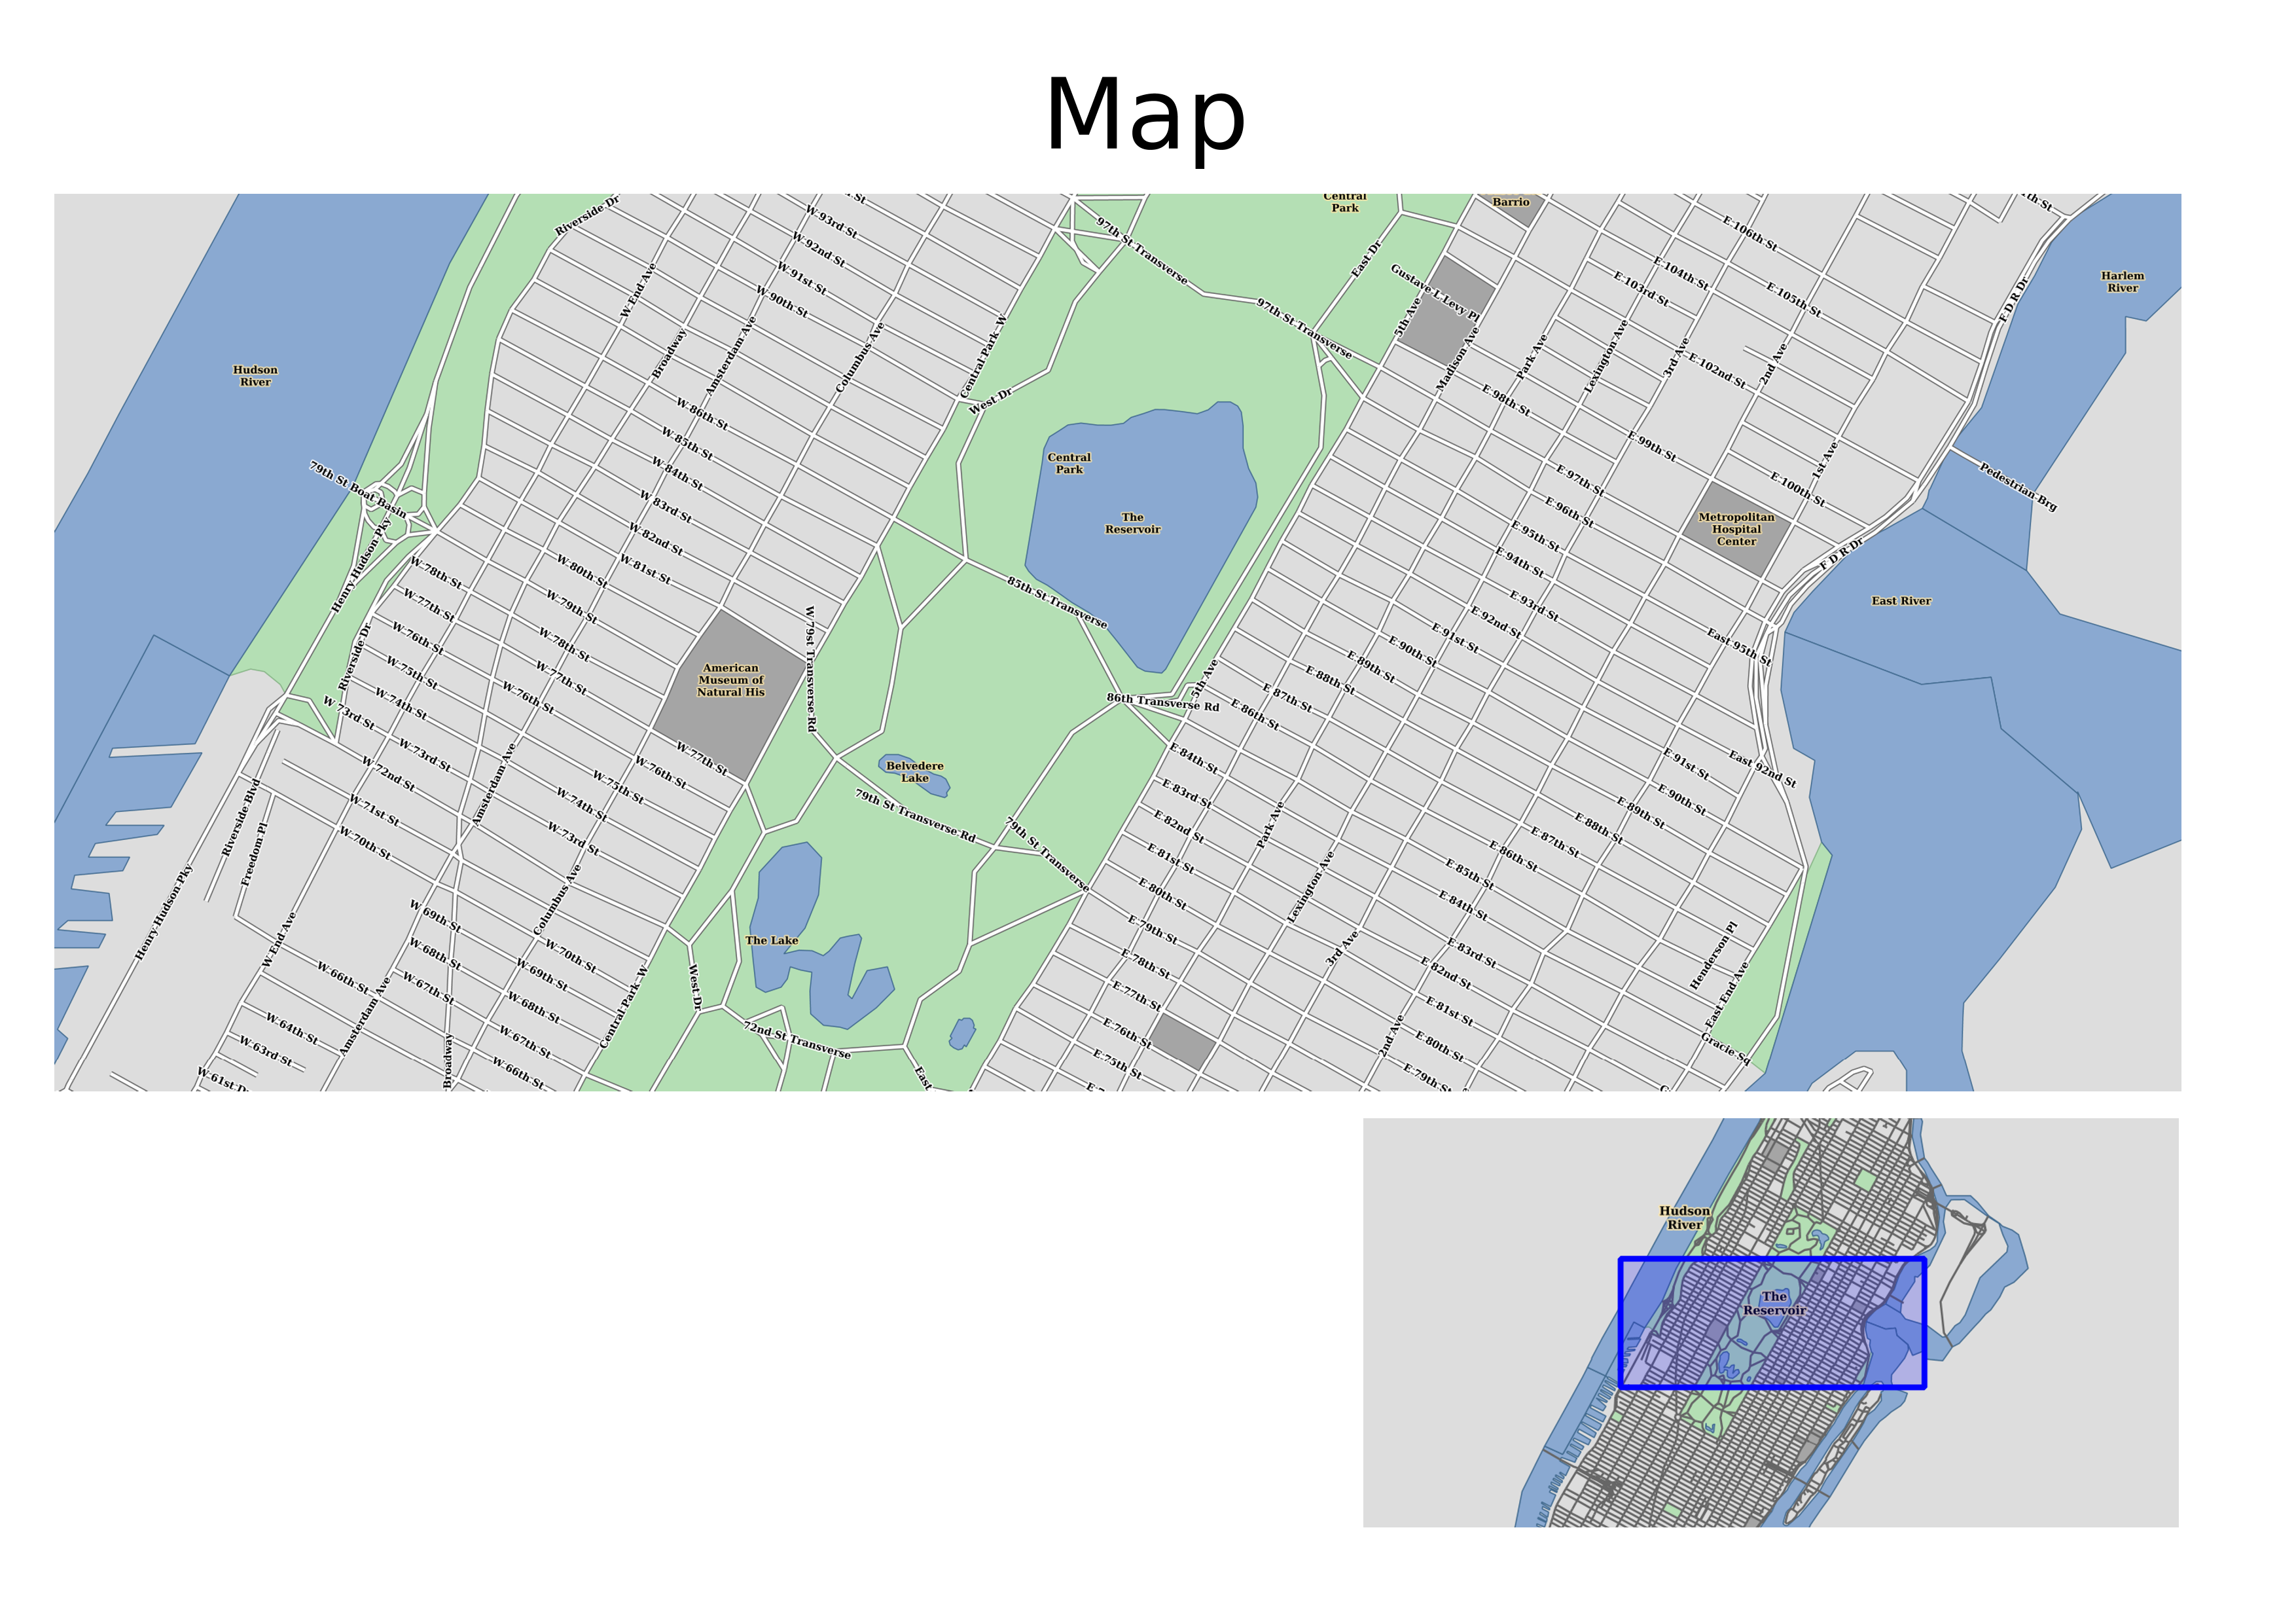 Map
Riverside Dr
W 93rd St
W 92nd St
W 91st St
W 90th St
W End Ave
Broadway
Amsterdam Ave
Columbus Ave
Central Park W
97th St Transverse
97th St Transverse
Central
Park
Barrio
East Dr
Gustave L Levy Pl
5th Ave
Madison Ave
Park Ave
Lexington Ave
3rd Ave
2nd Ave
1st Ave
E 106th St
E 104th St
E 105th St
E 103rd St
E 102nd St
F D R Dr
Harlem
River
Hudson
River
West Dr
E 98th St
E 99th St
E 100th St
E 97th St
E 96th St
E 95th St
E 94th St
E 93rd St
E 92nd St
E 91st St
E 90th St
E 89th St
E 88th St
E 87th St
E 86th St
Pedestrian Brg
Metropolitan
Hospital
Center
F D R Dr
East River
East 95th St
East 92nd St
W 86th St
W 85th St
W 84th St
W 83rd St
W 82nd St
W 81st St
W 80th St
W 79th St
W 78th St
W 77th St
W 76th St
79th St Boat Basin
Henry Hudson Pky
Central
Park
The
Reservoir
85th St Transverse
86th Transverse Rd
5th Ave
W 78th St
W 77th St
W 76th St
W 75th St
W 74th St
W 73rd St
Riverside Dr
W 73rd St
W 72nd St
W 71st St
W 70th St
American
Museum of
Natural His
W 79st Transverse Rd
W 77th St
W 76th St
W 75th St
W 74th St
W 73rd St
Belvedere
Lake
79th St Transverse Rd
79th St Transverse
E 84th St
E 83rd St
E 82nd St
E 81st St
E 80th St
E 79th St
E 78th St
E 77th St
E 76th St
E 75th St
Park Ave
Lexington Ave
3rd Ave
2nd Ave
E 91st St
E 90th St
E 89th St
E 88th St
E 87th St
E 86th St
E 85th St
E 84th St
E 83rd St
E 82nd St
E 81st St
E 80th St
E 79th St
Henderson Pl
East End Ave
Gracie Sq
Riverside Blvd
Freedom Pl
Henry Hudson Pky
W End Ave
Amsterdam Ave
Amsterdam Ave
Columbus Ave
Broadway
Central Park W
W 69th St
W 68th St
W 67th St
W 66th St
W 64th St
W 63rd St
W 61st D
W 70th St
W 69th St
W 68th St
W 67th St
W 66th St
The Lake
West Dr
72nd St Transverse
East
Hudson
River
The
Reservoir